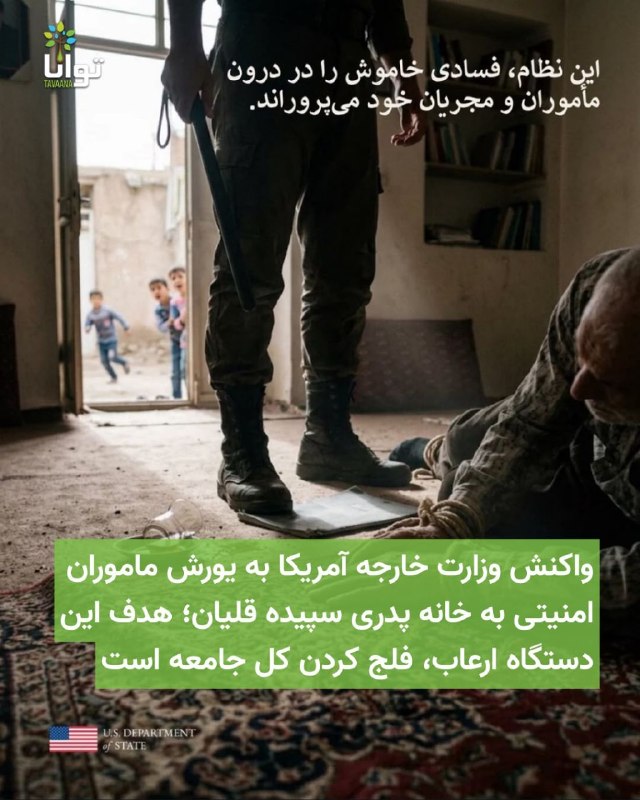 توانا
TAVAANA
این نظام، فسادی خاموش را در درون
مأموران و مجریان خود می‌پروراند.
واکنش وزارت خارجه آمریکا به یورش ماموران
امنیتی به خانه پدری سپیده قلیان؛ هدف این
دستگاه ارعاب، فلج کردن کل جامعه است
U.S. DEPARTMENT
of STATE